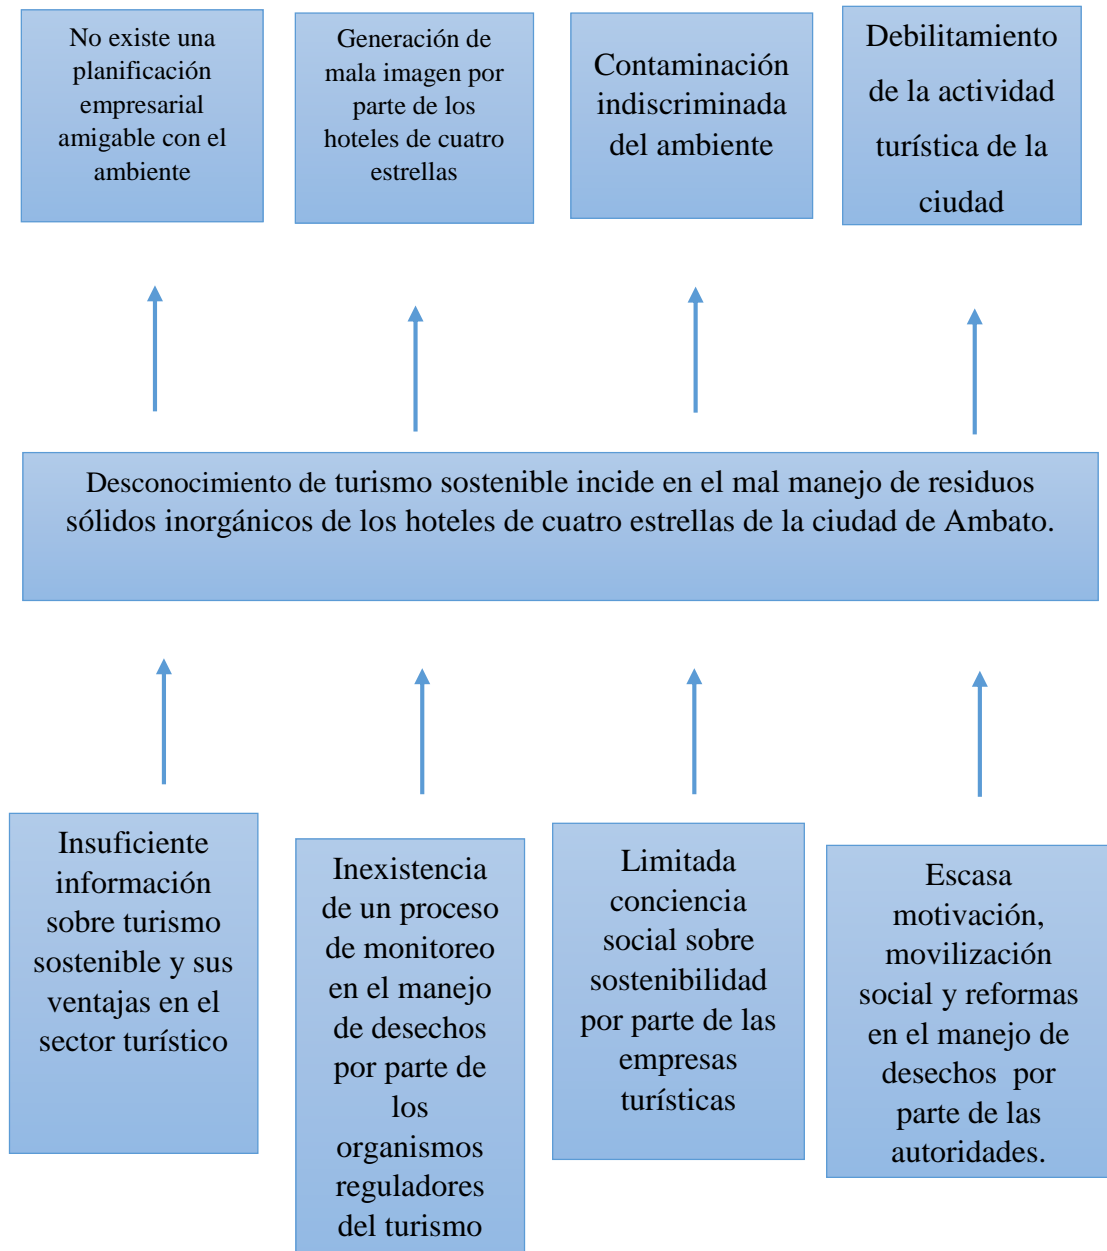 No existe una
planificación
empresarial
amigable con el
ambiente
Generación de
mala imagen por
parte de los
hoteles de cuatro
estrellas
Contaminación
indiscriminada
del ambiente
Debilitamiento
de la actividad
turística de la
ciudad
Desconocimiento de turismo sostenible incide en el mal manejo de residuos
sólidos inorgánicos de los hoteles de cuatro estrellas de la ciudad de Ambato.
Insuficiente
información
sobre turismo
sostenible y sus
ventajas en el
sector turístico
Inexistencia
de un proceso
de monitoreo
en el manejo
de desechos
por parte de
los
organismos
reguladores
del turismo
Limitada
conciencia
social sobre
sostenibilidad
por parte de las
empresas
turísticas
Escasa
motivación,
movilización
social y reformas
en el manejo de
desechos  por
parte de las
autoridades.